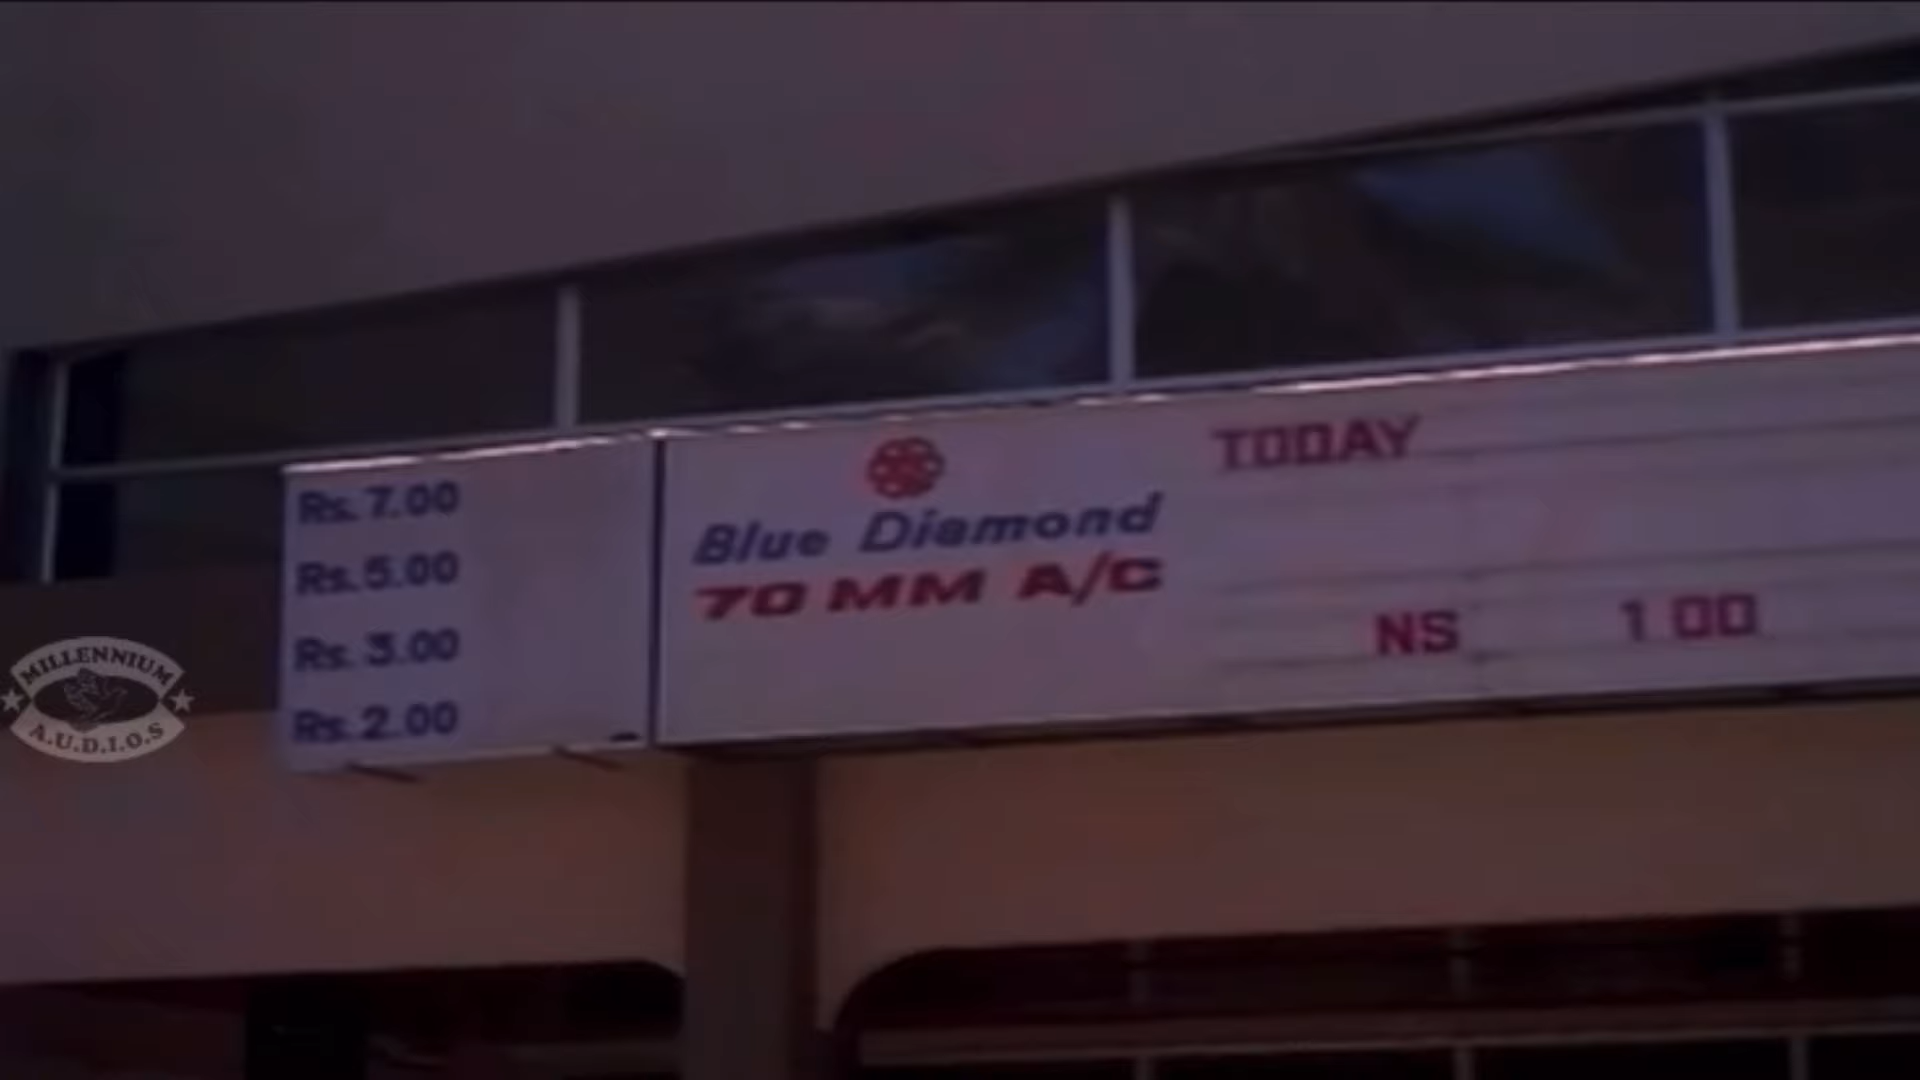 Rs.7.00
Rs.5.00
Rs.3.00
Rs.2.00
Blue Diamond
70 MM A/C
TODAY
NS 1 00
MILLENNIUM
A.U.D.I.O.S